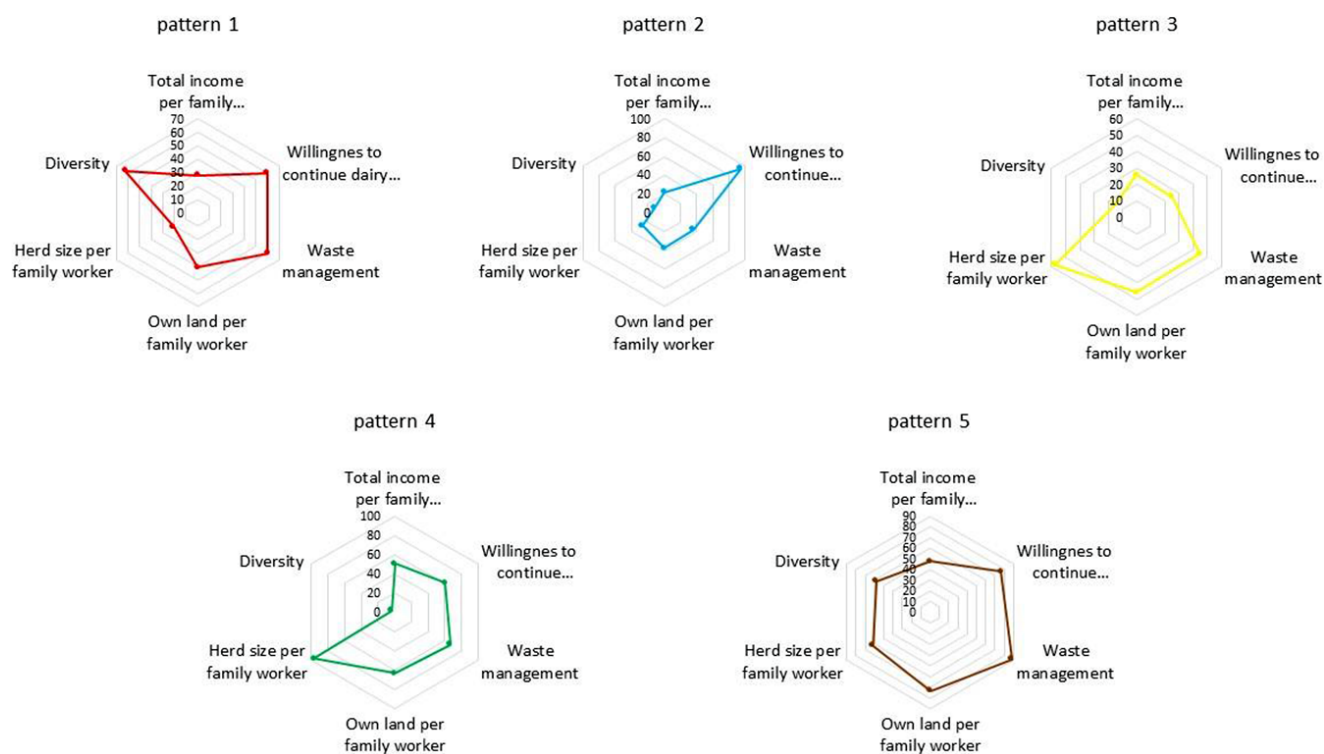 pattern 1
Total income
per family...
70
60
50
40
30
20
10
0
Willingnes to
continue dairy...
Waste
management
Own land per
family worker
Herd size per
family worker
Diversity
pattern 2
Total income
per family...
100
80
60
40
20
0
Willingnes to
continue...
Waste
management
Own land per
family worker
Herd size per
family worker
Diversity
pattern 3
Total income
per family...
60
50
40
30
20
10
0
Willingnes to
continue...
Waste
management
Own land per
family worker
Herd size per
family worker
Diversity
pattern 4
Total income
per family...
100
80
60
40
20
0
Willingnes to
continue...
Waste
management
Own land per
family worker
Herd size per
family worker
Diversity
pattern 5
Total income
per family...
90
80
70
60
50
40
30
20
10
0
Willingnes to
continue...
Waste
management
Own land per
family worker
Herd size per
family worker
Diversity